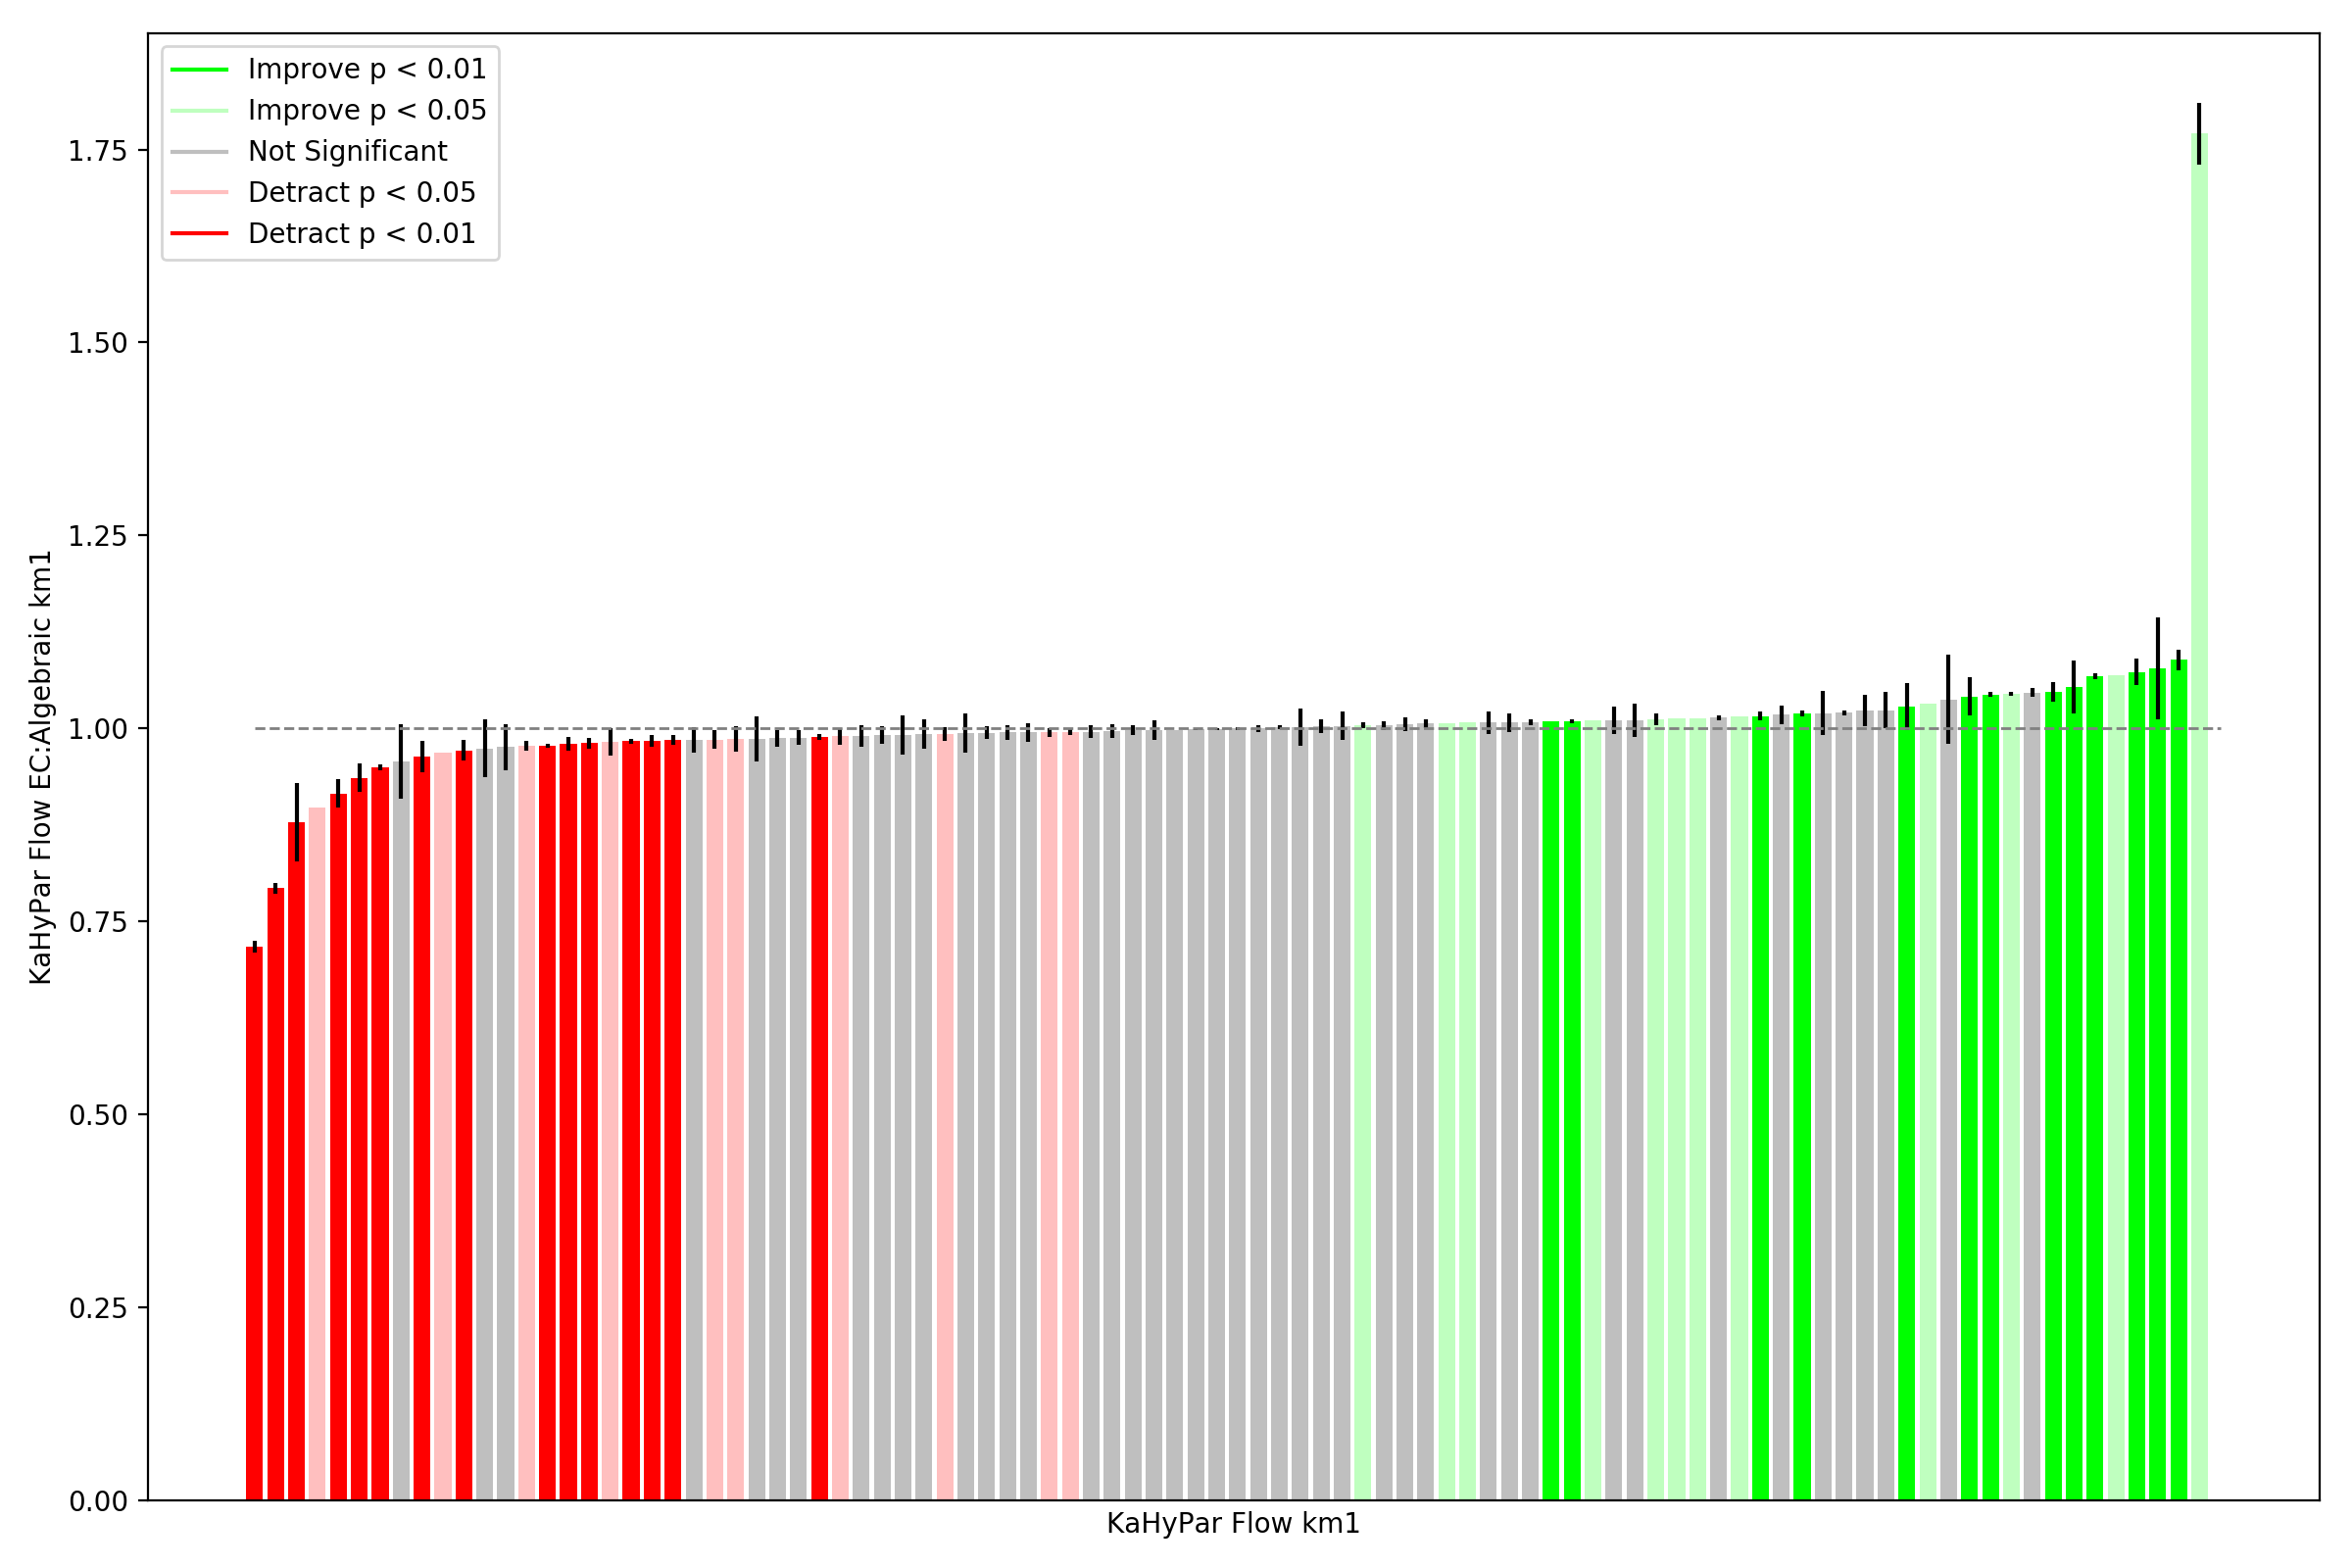 Improve p < 0.01
Improve p < 0.05
Not Significant
Detract p < 0.05
Detract p < 0.01
1.75
1.50
1.25
1.00
0.75
0.50
0.25
0.00
KaHyPar Flow EC:Algebraic km1
KaHyPar Flow km1